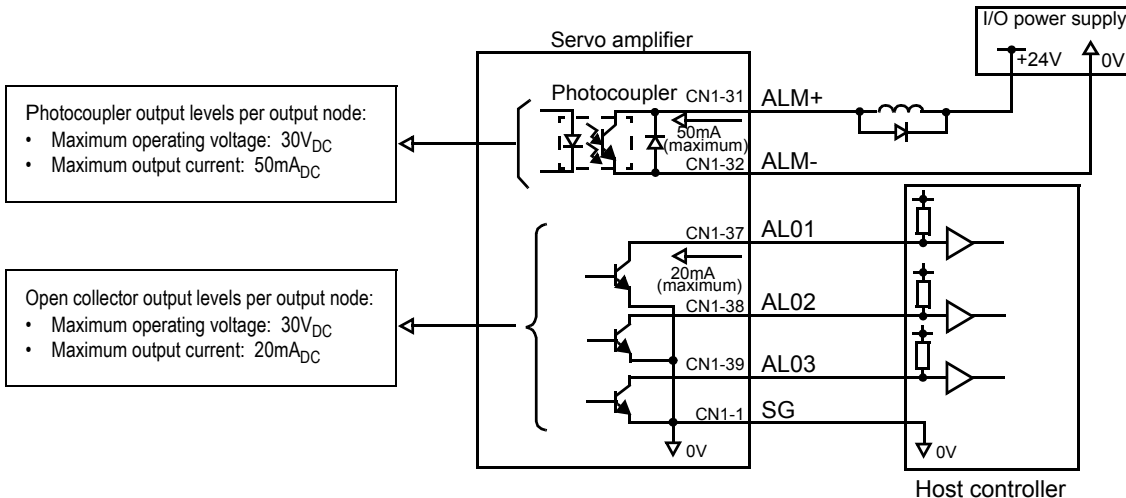 I/O power supply
+24V
0V
Servo amplifier
Photocoupler output levels per output node:
• Maximum operating voltage: 30VDC
• Maximum output current: 50mADC
Photocoupler
CN1-31
ALM+
50mA
(maximum)
CN1-32
ALM-
CN1-37
AL01
20mA
(maximum)
Open collector output levels per output node:
• Maximum operating voltage: 30VDC
• Maximum output current: 20mADC
CN1-38
AL02
CN1-39
AL03
CN1-1
SG
0V
0V
Host controller